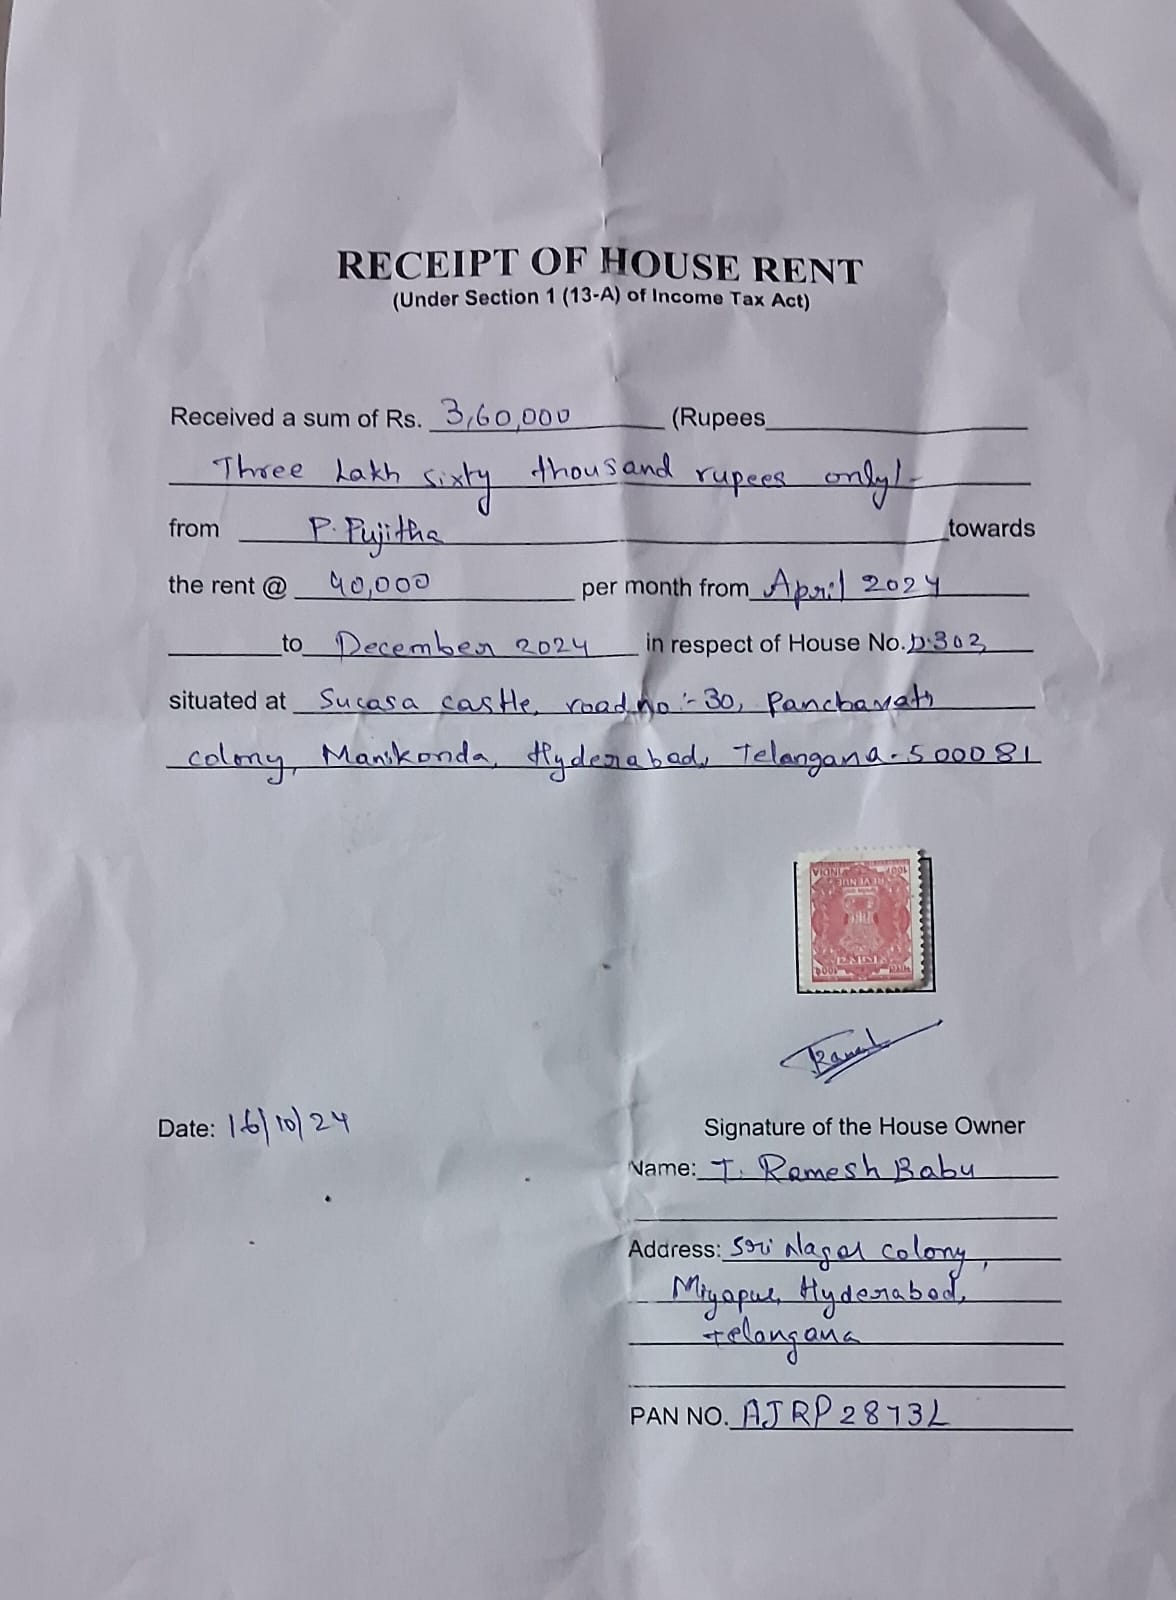 RECEIPT OF HOUSE RENT
(Under Section 1 (13-A) of Income Tax Act)
Received a sum of Rs. 3,60,000 (Rupees
Three Lakh sixty thousand rupees only/-
from P. Pujitha towards
the rent @ 40,000 per month from April 2024
to December 2024 in respect of House No. D-302
situated at Sucasa castle, road no :- 30, Panchavati
colony, Manikonda, Hyderabad, Telangana - 500081
INDIA
REVENUE
Date: 16/10/24
Signature of the House Owner
Name: T. Ramesh Babu
Address: Sri Nagar colony,
Miyapur, Hyderabad,
Telangana
PAN NO. AJRP2873L